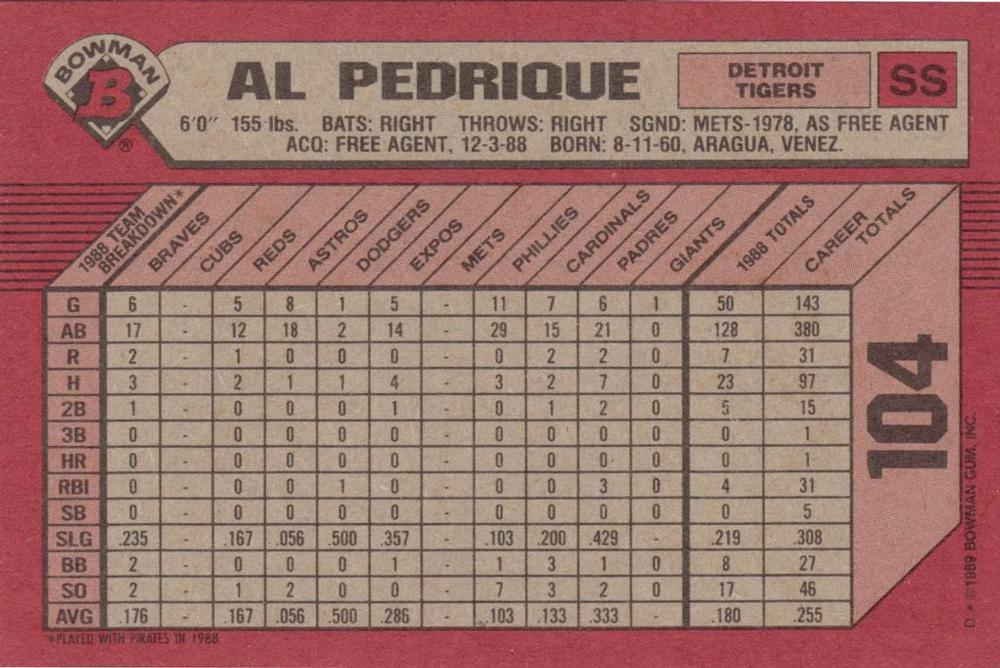 BOWMAN
B
®
AL PEDRIQUE
DETROIT
TIGERS
SS
6'0" 155 lbs. BATS: RIGHT THROWS: RIGHT SGND: METS-1978, AS FREE AGENT
ACQ: FREE AGENT, 12-3-88 BORN: 8-11-60, ARAGUA, VENEZ.
1988 TEAM BREAKDOWN* BRAVES CUBS REDS ASTROS DODGERS EXPOS METS PHILLIES CARDINALS PADRES GIANTS 1988 TOTALS CAREER TOTALS
G 6 - 5 8 1 5 - 11 7 6 1 50 143
AB 17 - 12 18 2 14 - 29 15 21 0 128 380
R 2 - 1 0 0 0 - 0 2 2 0 7 31
H 3 - 2 1 1 4 - 3 2 7 0 23 97
2B 1 - 0 0 0 1 - 0 1 2 0 5 15
3B 0 - 0 0 0 0 - 0 0 0 0 0 1
HR 0 - 0 0 0 0 - 0 0 0 0 0 1
RBI 0 - 0 0 1 0 - 0 0 3 0 4 31
SB 0 - 0 0 0 0 - 0 0 0 0 0 5
SLG .235 - .167 .056 .500 .357 - .103 .200 .429 - .219 .308
BB 2 - 0 0 0 1 - 1 3 1 0 8 27
SO 2 - 1 2 0 0 - 7 3 2 0 17 46
AVG .176 - .167 .056 .500 .286 - .103 .133 .333 - .180 .255
*PLAYED WITH PIRATES IN 1988
104
D * ©1989 BOWMAN GUM, INC.